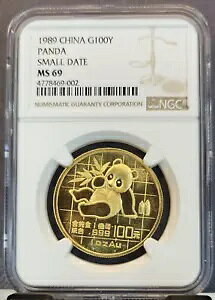 1989 CHINA G100Y
PANDA
SMALL DATE
MS 69
4778469-002
NUMISMATIC GUARANTY CORPORATION
NGC
999
100元
1oz Au